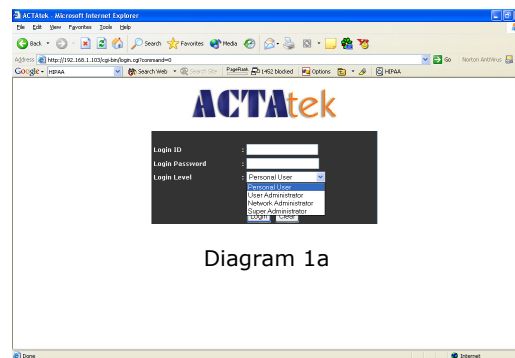 ACTAtek - Microsoft Internet Explorer
File Edit View Favorites Tools Help
Back Search Favorites Media
Address http://192.168.1.103/cgi-bin/login.cgi?command=0 Go Norton AntiVirus
Google HIPAA Search Web Search Site PageRank 1452 blocked Options HIPAA
ACTAtek
Login ID :
Login Password :
Login Level : Personal User
Personal User
User Administrator
Network Administrator
Super Administrator
Login Clear
Diagram 1a
Done Internet